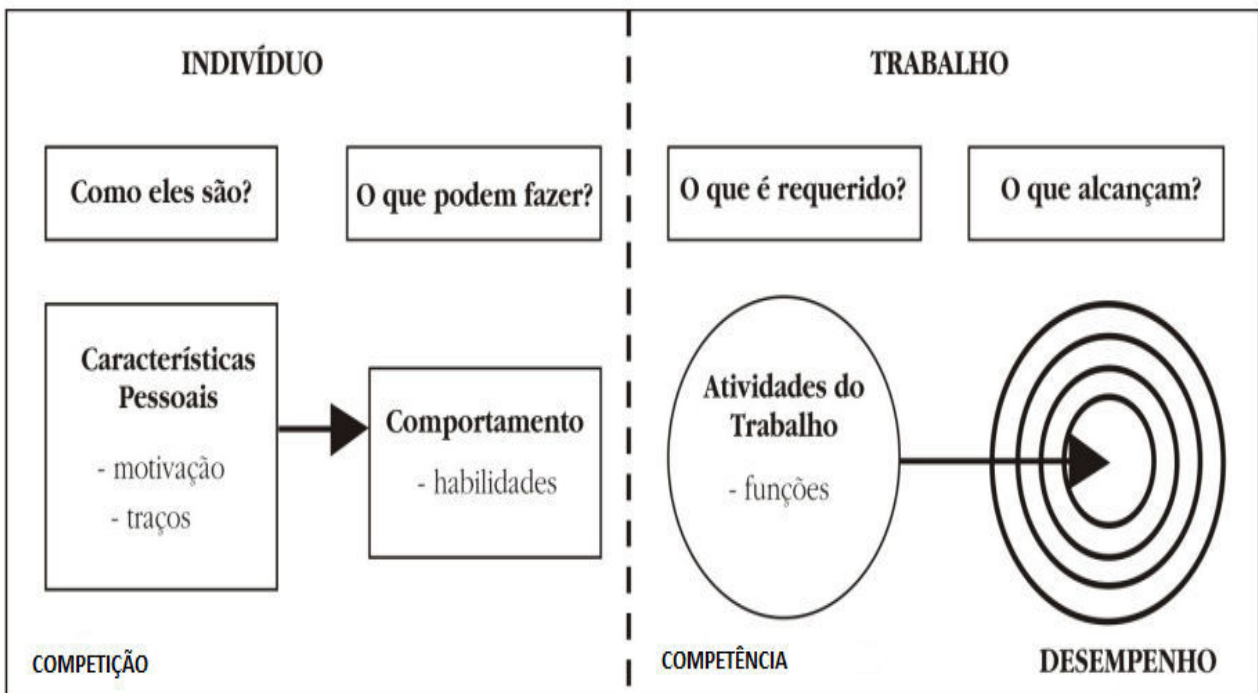 INDIVÍDUO
TRABALHO
Como eles são?
O que podem fazer?
O que é requerido?
O que alcançam?
Características
Pessoais
- motivação
- traços
Comportamento
- habilidades
Atividades do
Trabalho
- funções
COMPETIÇÃO
COMPETÊNCIA
DESEMPENHO